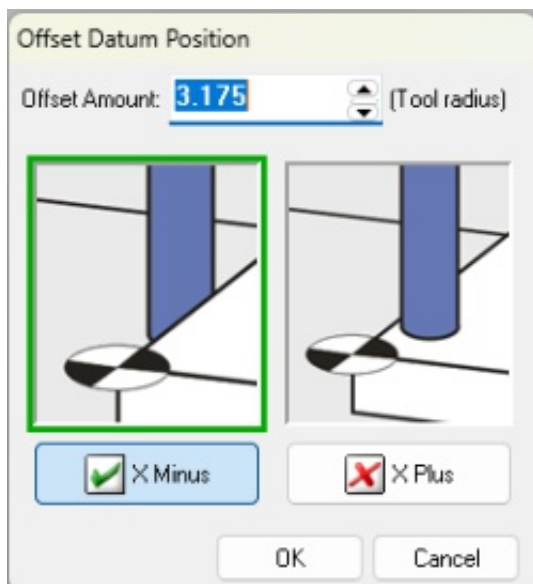 Offset Datum Position
Offset Amount: 3.175 (Tool radius)
X Minus X Plus
OK Cancel